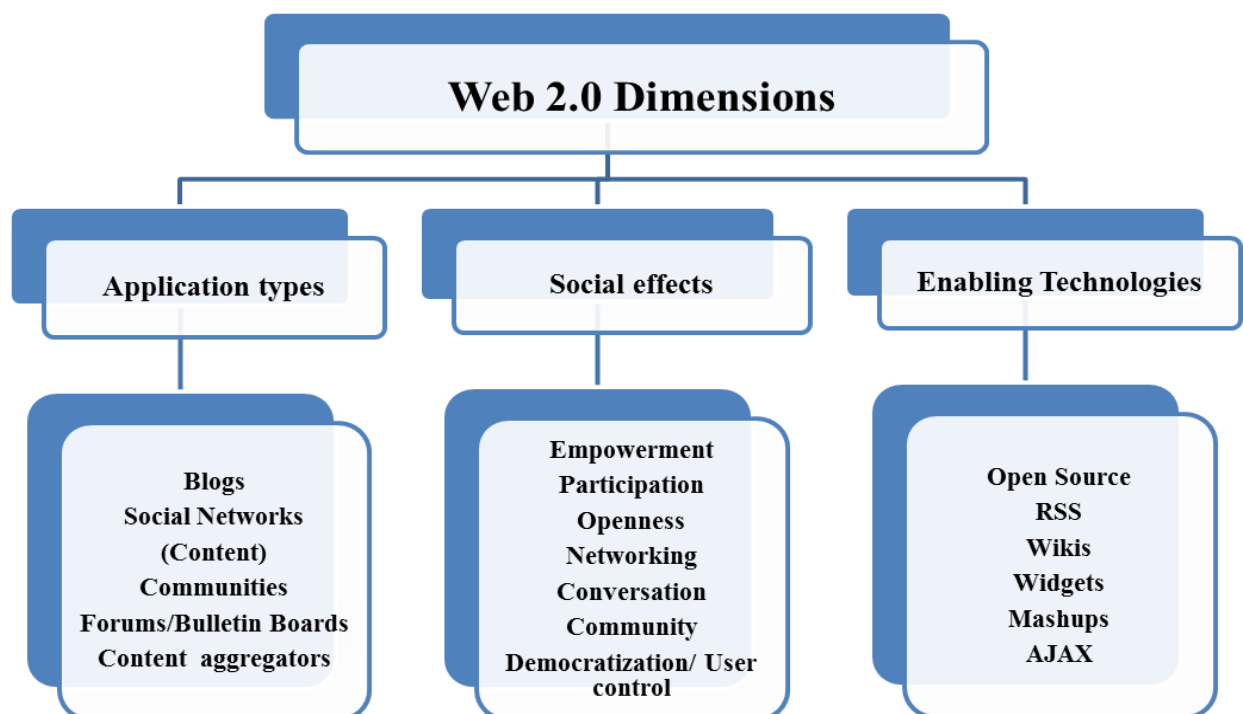 Web 2.0 Dimensions
Application types
Social effects
Enabling Technologies
Blogs
Social Networks
(Content)
Communities
Forums/Bulletin Boards
Content aggregators
Empowerment
Participation
Openness
Networking
Conversation
Community
Democratization/ User
control
Open Source
RSS
Wikis
Widgets
Mashups
AJAX